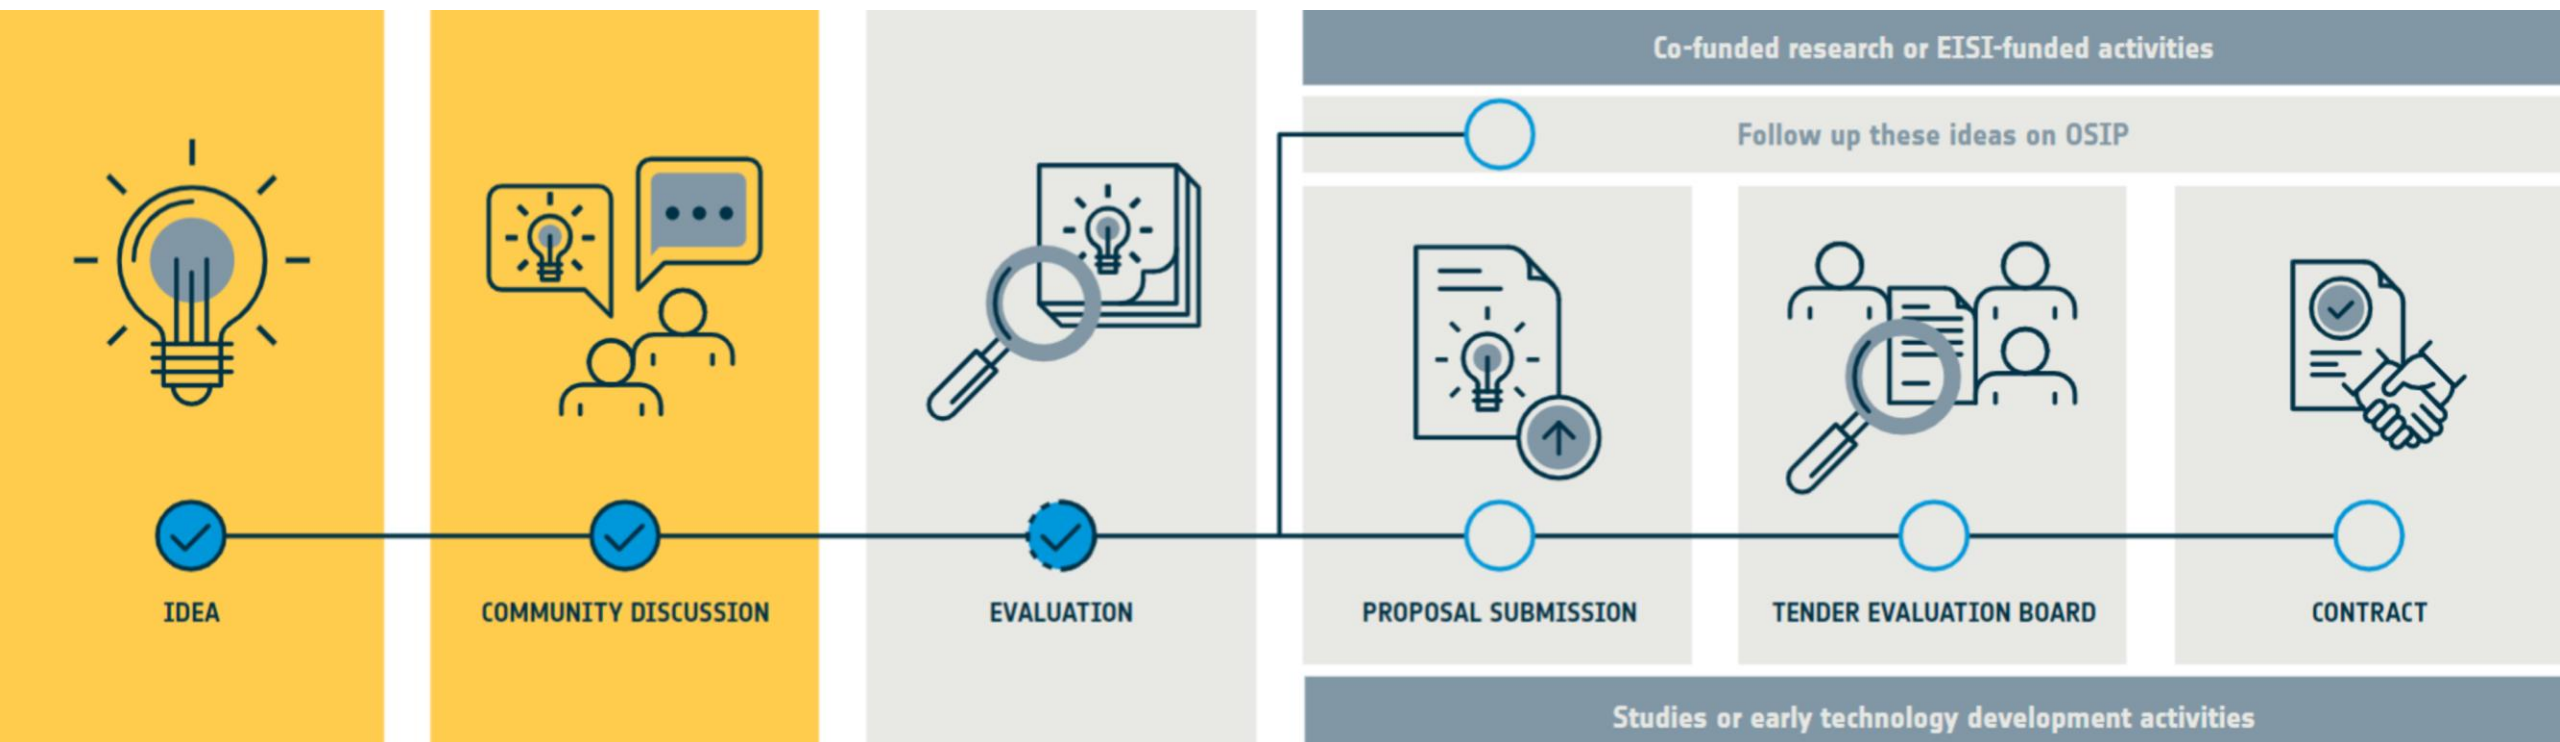 Co-funded research or EISI-funded activities
Follow up these ideas on OSIP
IDEA
COMMUNITY DISCUSSION
EVALUATION
PROPOSAL SUBMISSION
TENDER EVALUATION BOARD
CONTRACT
Studies or early technology development activities